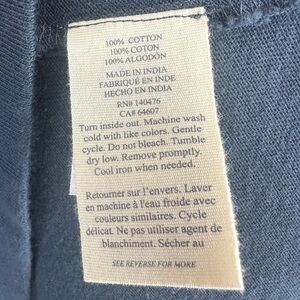 100% COTTON
100% COTON
100% ALGODÓN
MADE IN INDIA
FABRIQUÉ EN INDE
HECHO EN INDIA
RN# 140476
CA# 64607
Turn inside out. Machine wash
cold with like colors. Gentle
cycle. Do not bleach. Tumble
dry low. Remove promptly.
Cool iron when needed.
Retourner sur l'envers. Laver
en machine à l'eau froide avec
couleurs similaires. Cycle
délicat. Ne pas utiliser agent de
blanchiment. Sécher au
SEE REVERSE FOR MORE